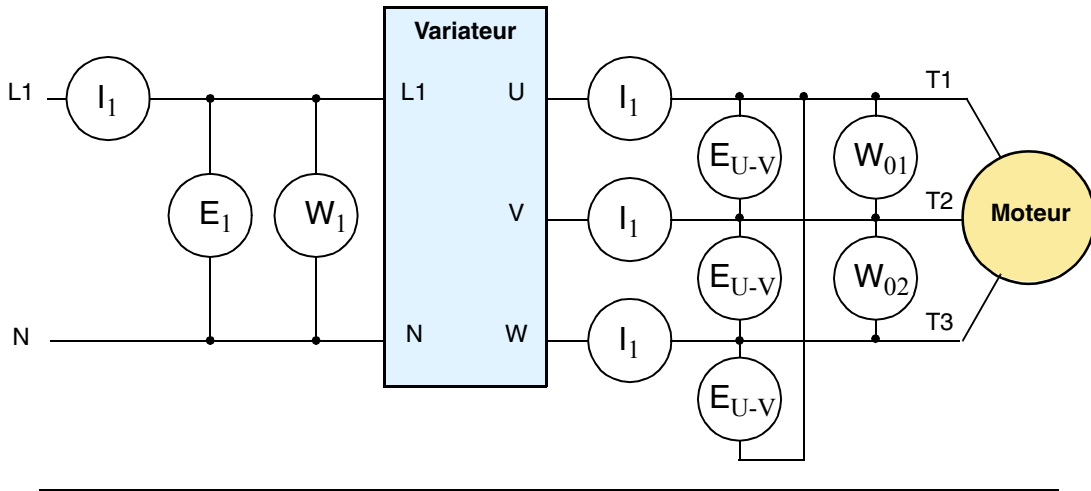 Variateur
L1 I1 L1 U I1 T1
EU-V W01
E1 W1 V I1 T2 Moteur
EU-V W02
N N W I1 T3
EU-V